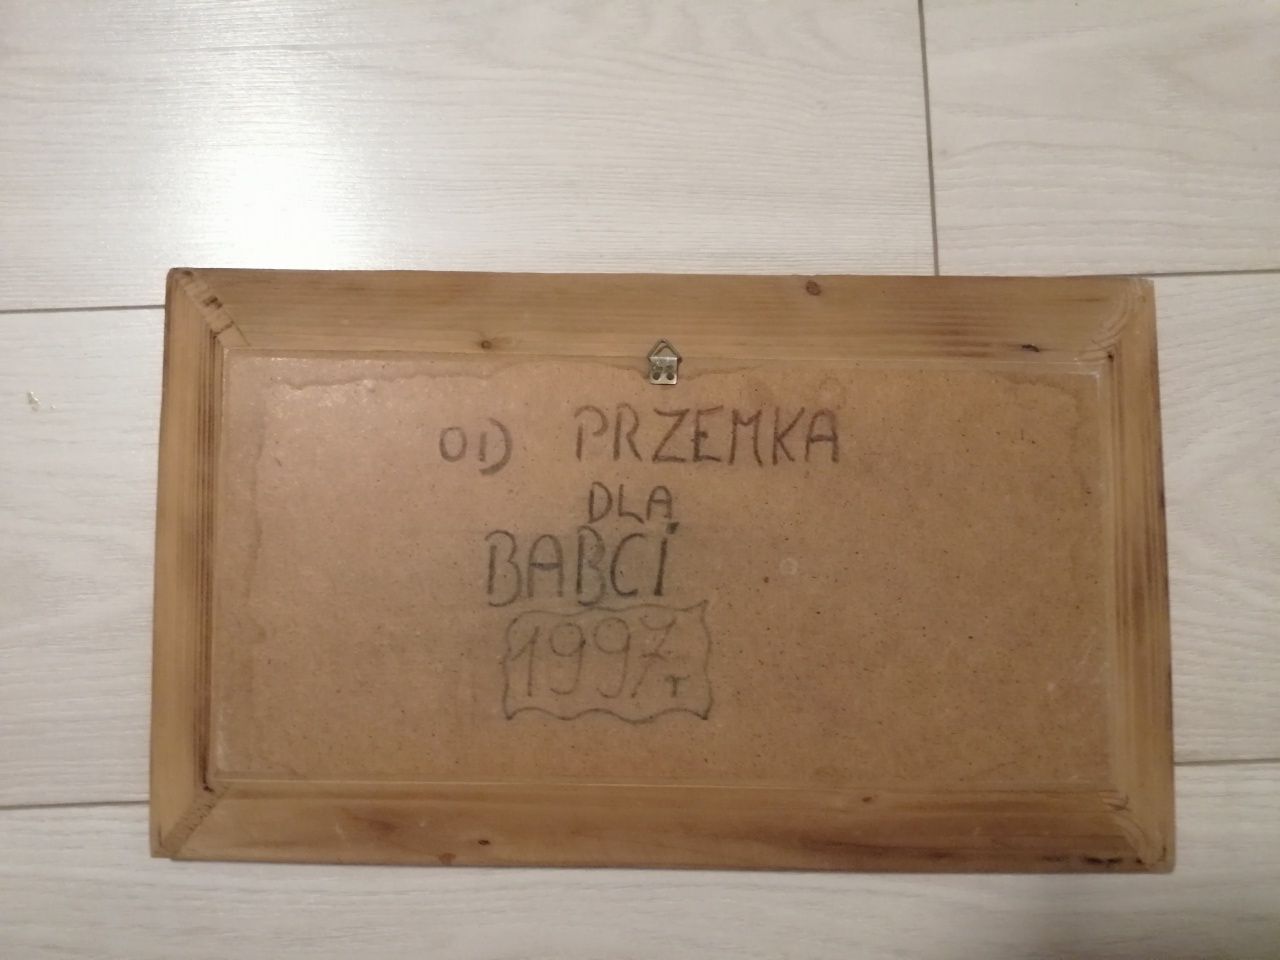 OD PRZEMKA
DLA
BABCI
1997r